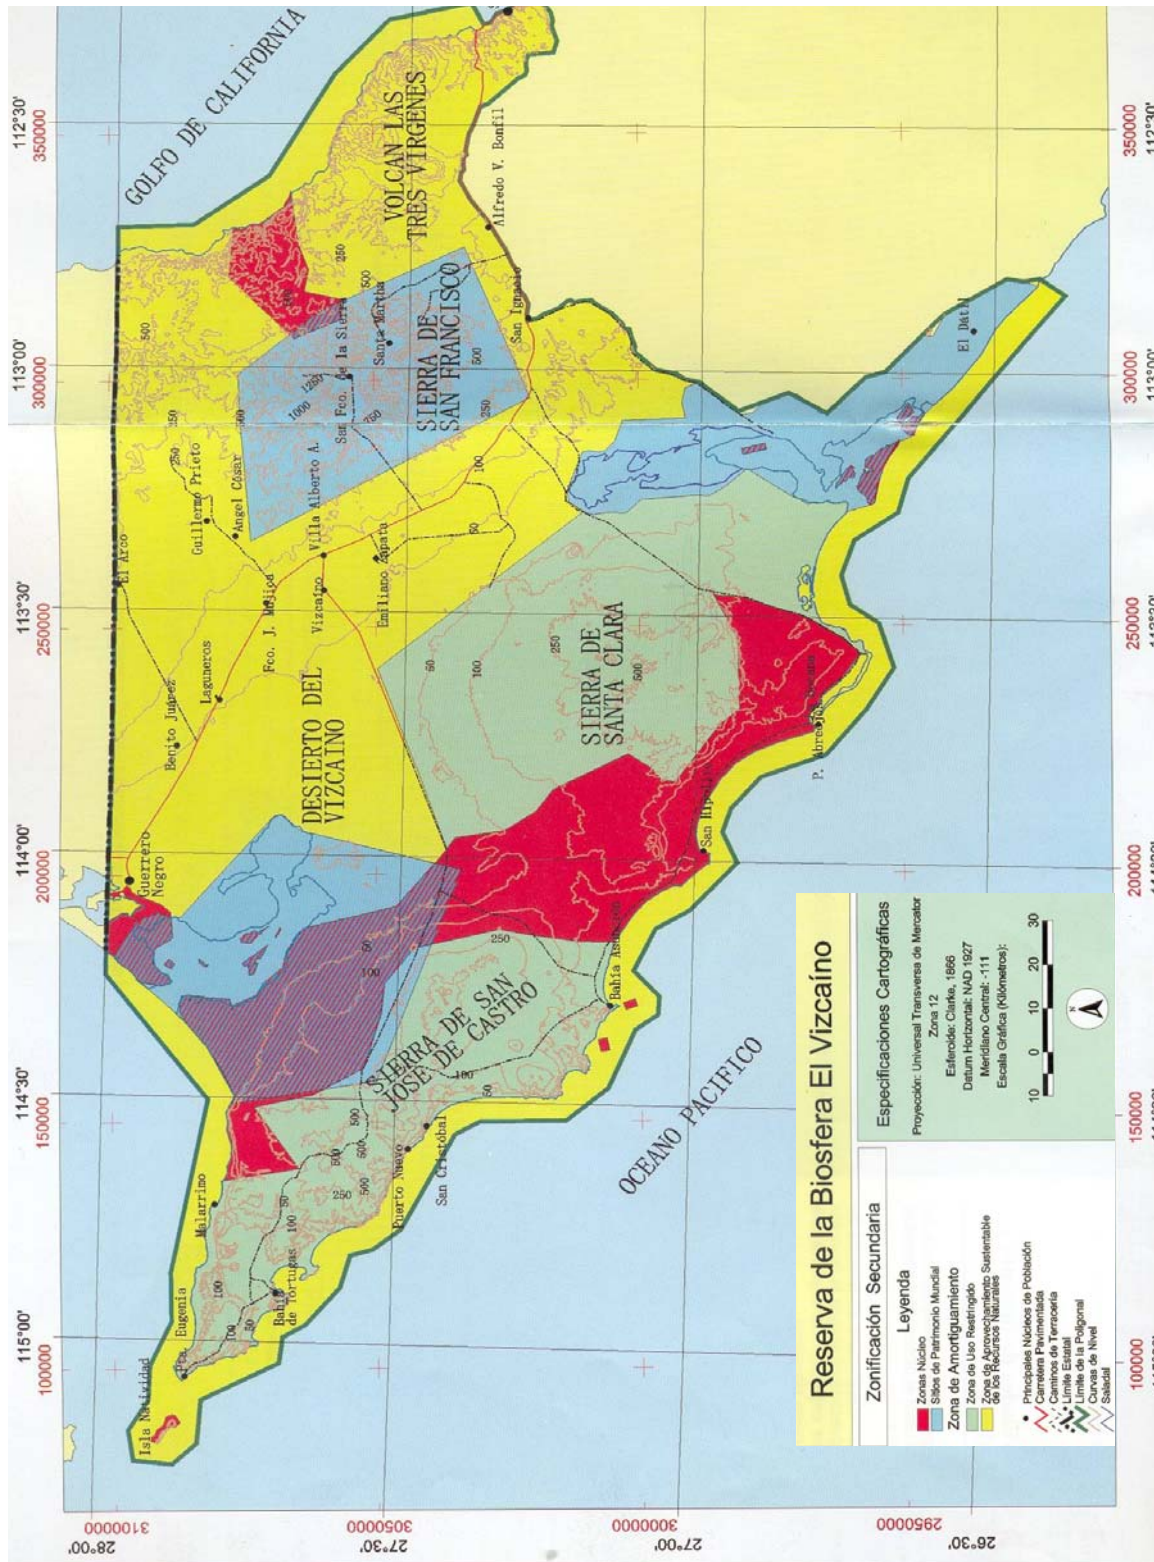 GOLFO DE CALIFORNIA
OCEANO PACIFICO
VOLCAN LAS
TRES VIRGENES
SIERRA DE
SAN FRANCISCO
DESIERTO DEL
VIZCAINO
SIERRA DE
SANTA CLARA
SIERRA DE SAN
JOSE DE CASTRO
Isla Natividad
Pta. Eugenia
Malarrimo
Bahía
de Tortugas
Puerto Nuevo
San Cristóbal
Bahía Asunción
San Hipólito
Guerrero
Negro
Benito Juárez
Laguneros
El Arco
Fco. J. Mujica
Vizcaíno
Villa Alberto A.
Emiliano Zapata
Guillermo Prieto
Angel César
San Fco. de la Sierra
Santa Martha
San Ignacio
Alfredo V. Bonfil
El Dátil
115°00'
114°30'
114°00'
113°30'
113°00'
112°30'
100000
150000
200000
250000
300000
350000
28°00'
27°30'
27°00'
26°30'
3100000
3050000
3000000
2950000
Reserva de la Biosfera El Vizcaíno
Zonificación Secundaria
Leyenda
Zonas Núcleo
Sitios de Patrimonio Mundial
Zona de Amortiguamiento
Zona de Uso Restringido
Zona de Aprovechamiento Sustentable
de los Recursos Naturales
Principales Núcleos de Población
Carretera Pavimentada
Caminos de Terracería
Límite Estatal
Límite de la Poligonal
Curvas de Nivel
Saladal
Especificaciones Cartográficas
Proyección: Universal Transversa de Mercator
Zona 12
Esferoide: Clarke, 1866
Datum Horizontal: NAD 1927
Meridiano Central: -111
Escala Gráfica (Kilómetros):
10 0 10 20 30
N